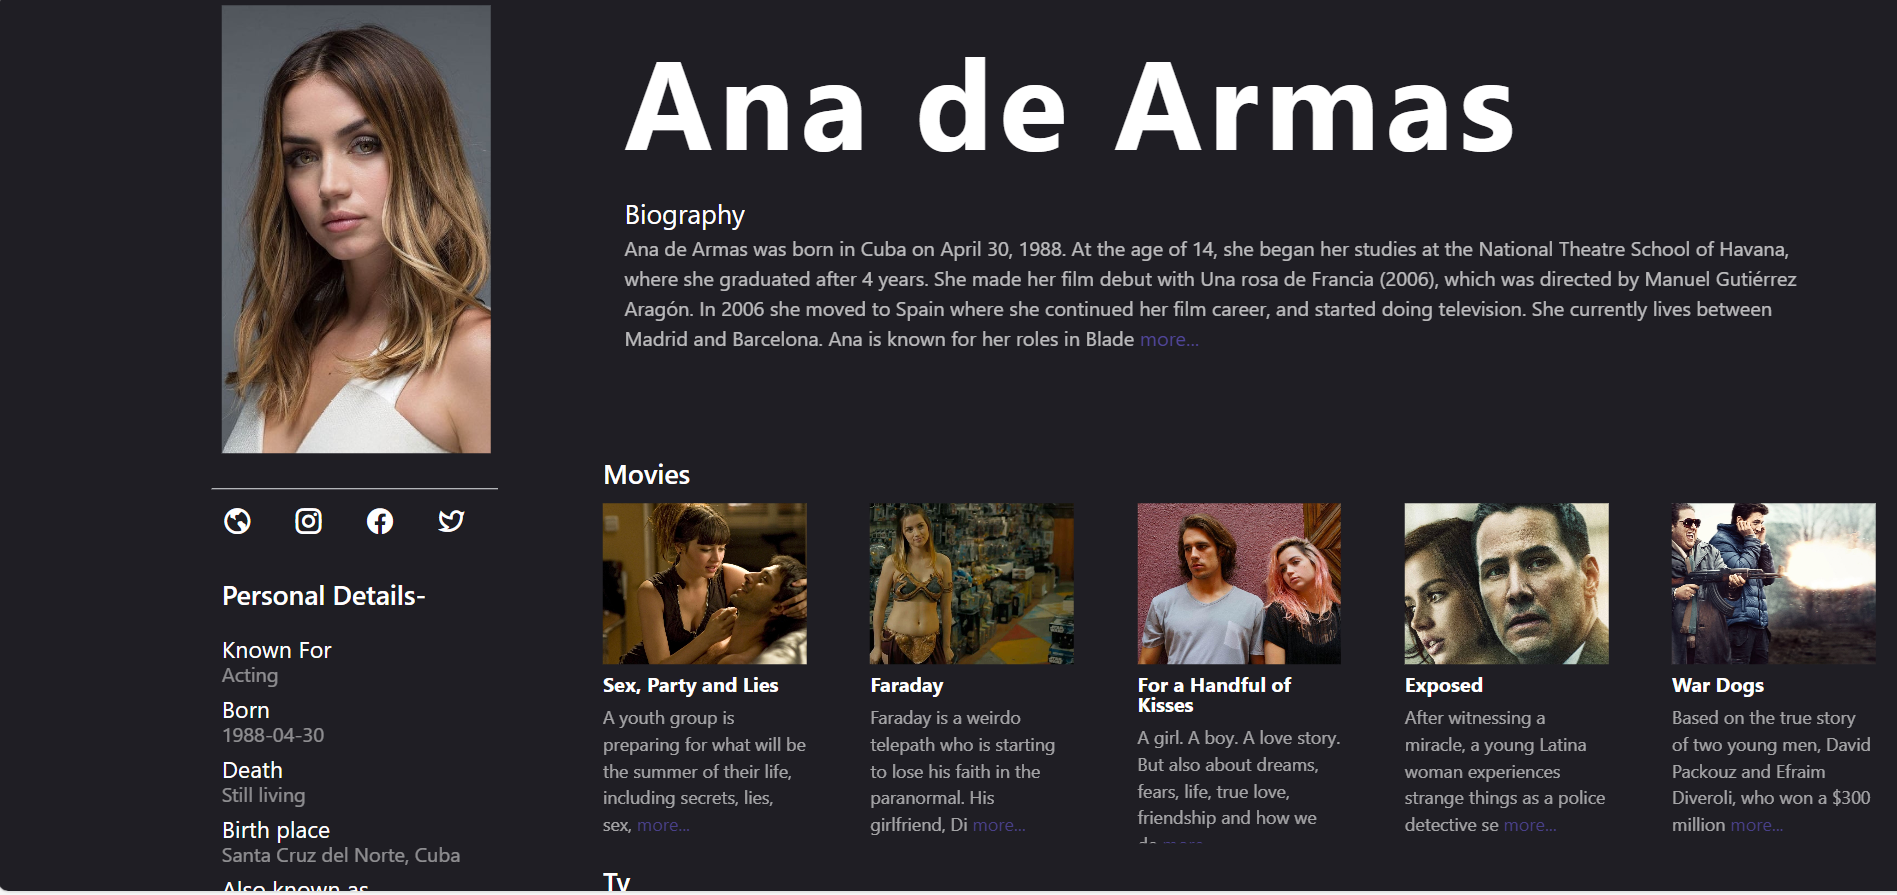 Ana de Armas
Biography
Ana de Armas was born in Cuba on April 30, 1988. At the age of 14, she began her studies at the National Theatre School of Havana,
where she graduated after 4 years. She made her film debut with Una rosa de Francia (2006), which was directed by Manuel Gutiérrez
Aragón. In 2006 she moved to Spain where she continued her film career, and started doing television. She currently lives between
Madrid and Barcelona. Ana is known for her roles in Blade more...
Personal Details-
Known For
Acting
Born
1988-04-30
Death
Still living
Birth place
Santa Cruz del Norte, Cuba
Also known as
Movies
Sex, Party and Lies
A youth group is
preparing for what will be
the summer of their life,
including secrets, lies,
sex, more...
Faraday
Faraday is a weirdo
telepath who is starting
to lose his faith in the
paranormal. His
girlfriend, Di more...
For a Handful of
Kisses
A girl. A boy. A love story.
But also about dreams,
fears, life, true love,
friendship and how we
do more...
Exposed
After witnessing a
miracle, a young Latina
woman experiences
strange things as a police
detective se more...
War Dogs
Based on the true story
of two young men, David
Packouz and Efraim
Diveroli, who won a $300
million more...
Tv